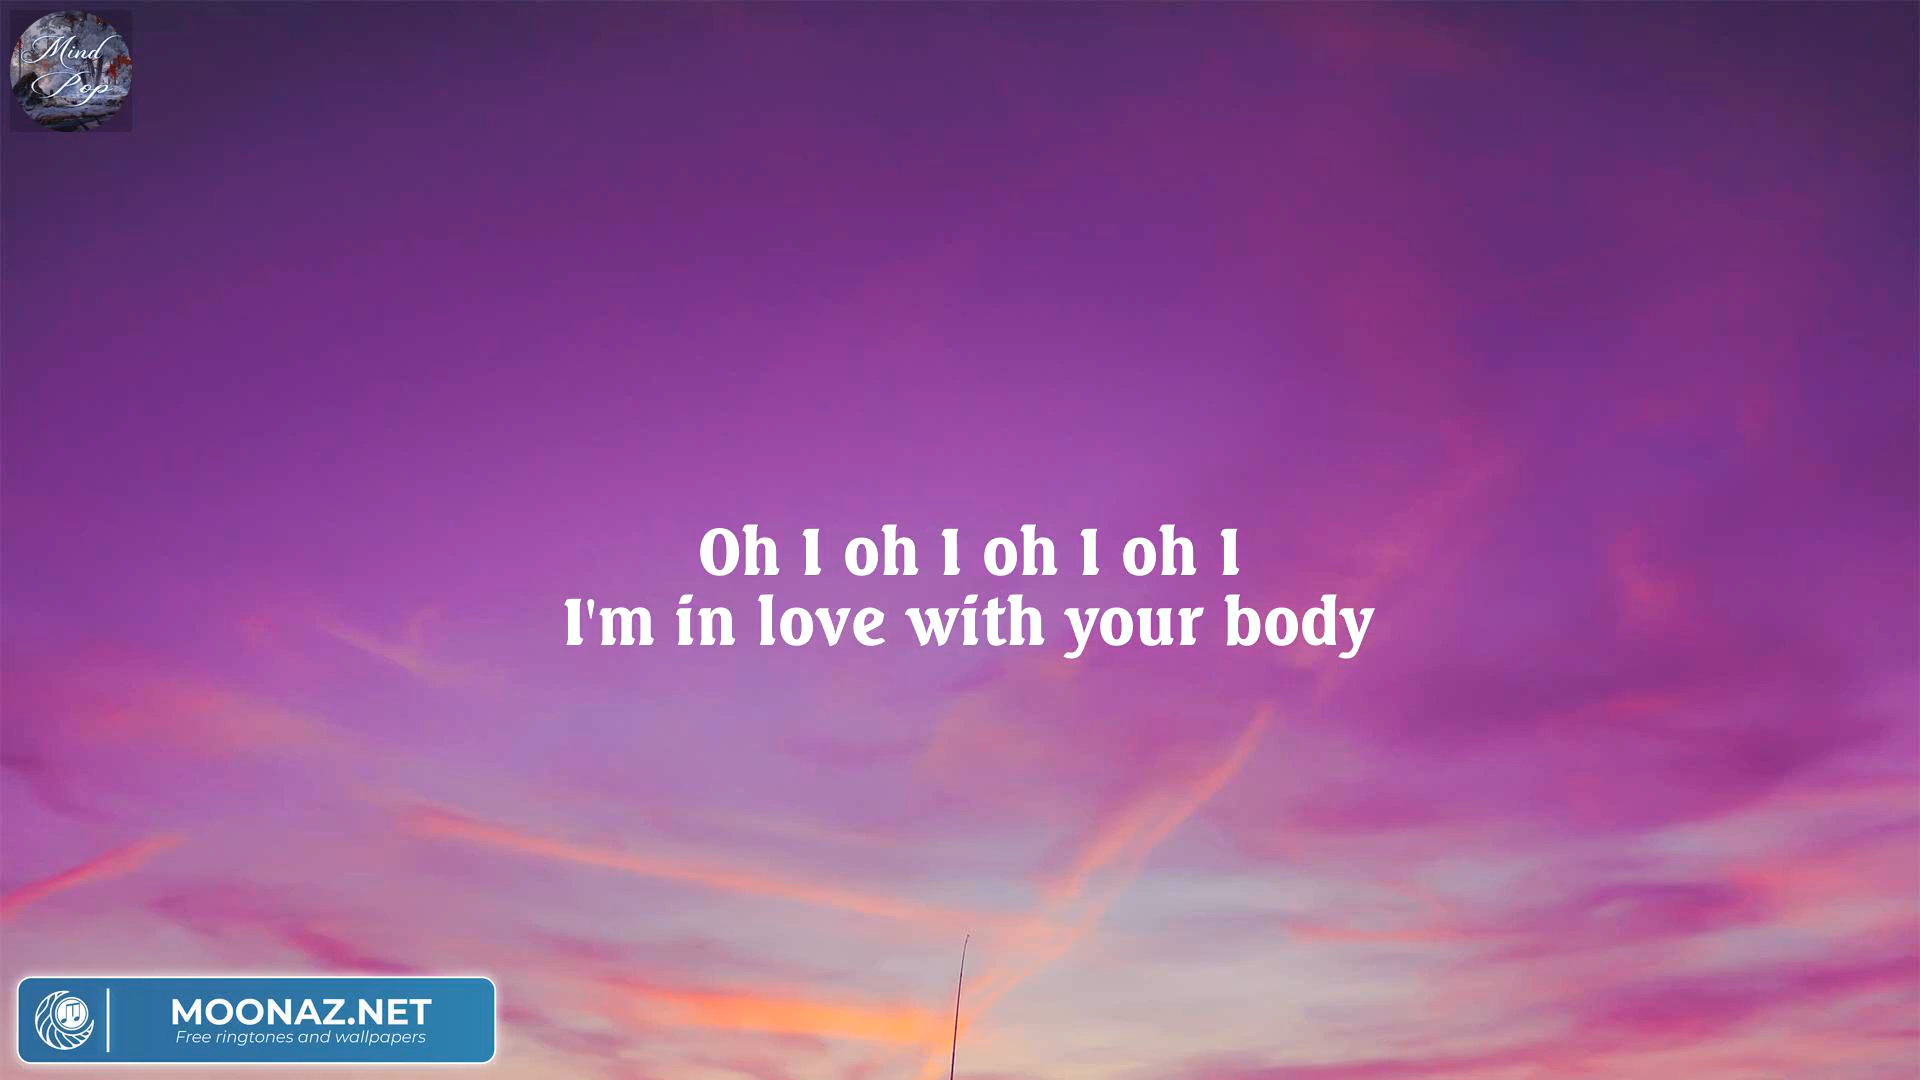 Mind
Pop
Oh I oh I oh I oh I
I'm in love with your body
MOONAZ.NET
Free ringtones and wallpapers